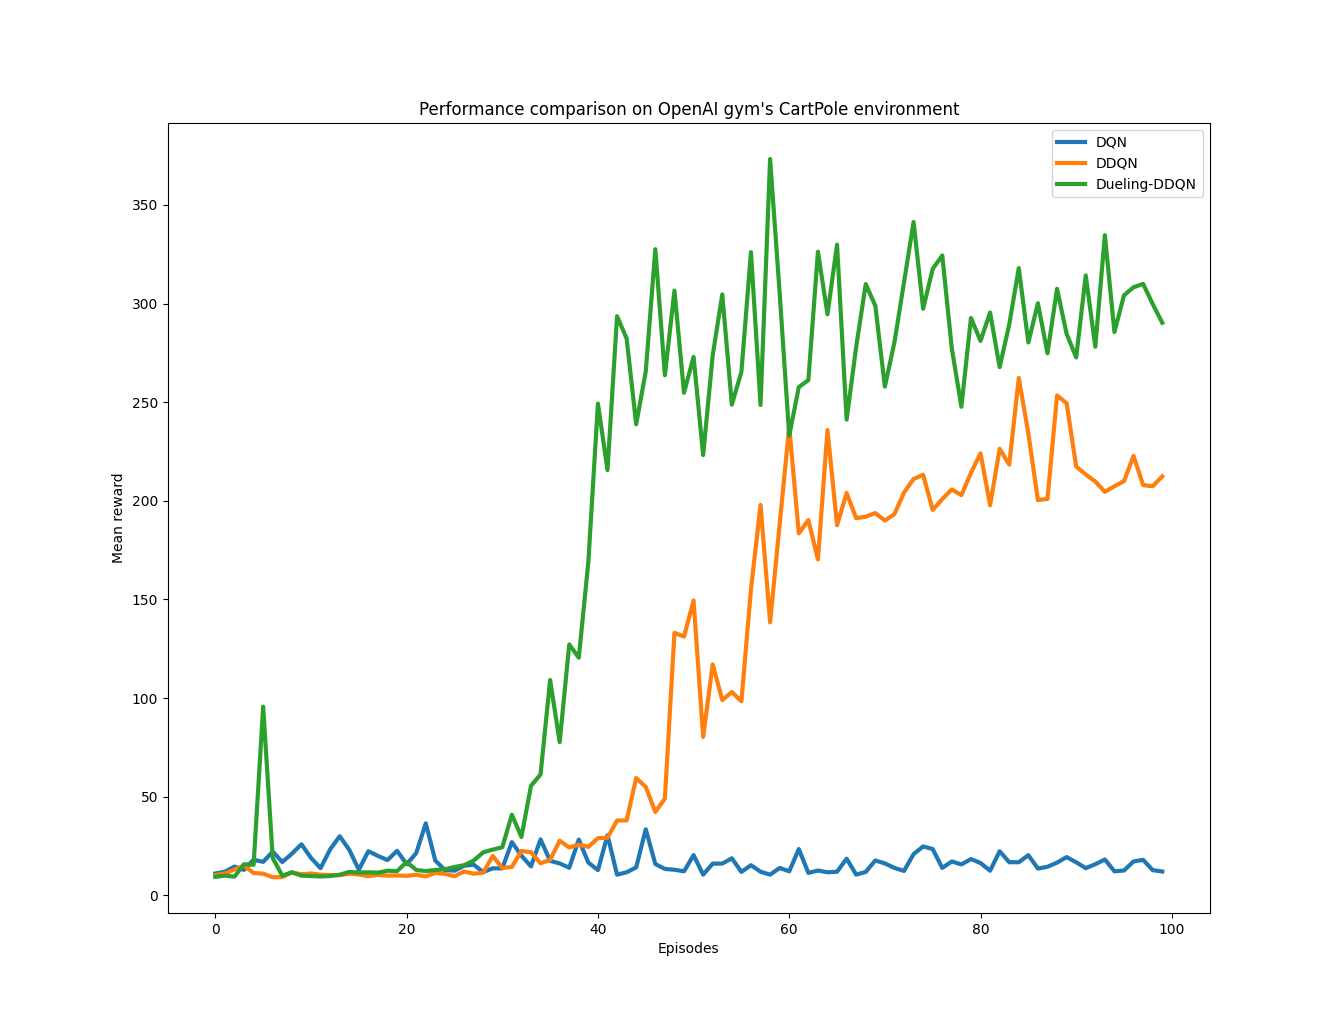 Performance comparison on OpenAI gym's CartPole environment
DQN
DDQN
Dueling-DDQN
350
300
250
200
150
100
50
0
Mean reward
0 20 40 60 80 100
Episodes